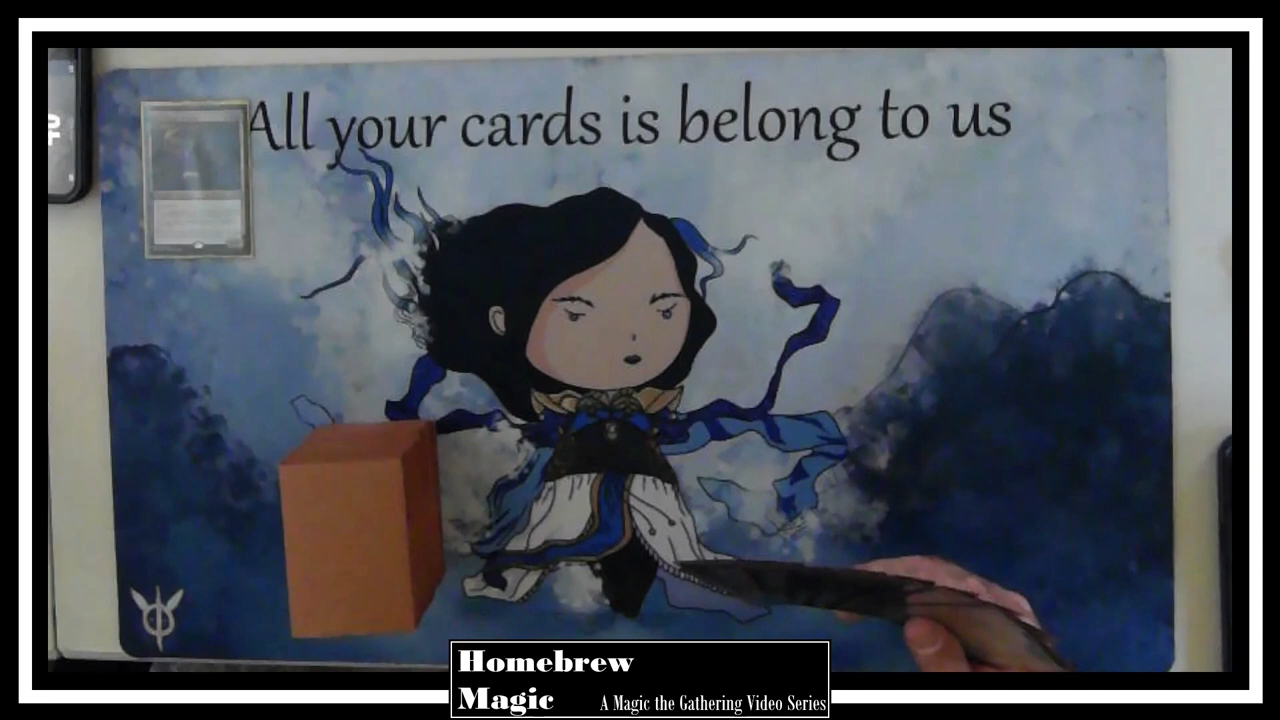 All your cards is belong to us
Homebrew
Magic
A Magic the Gathering Video Series